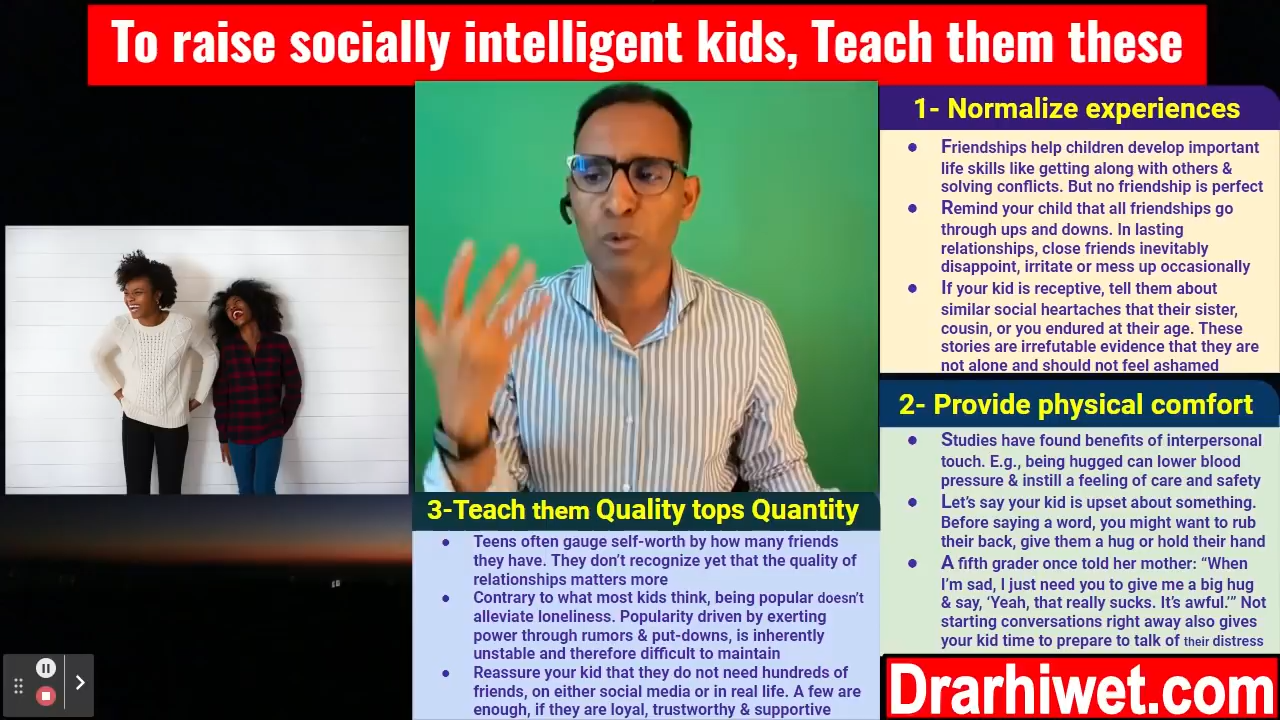 To raise socially intelligent kids, Teach them these
1- Normalize experiences
Friendships help children develop important
life skills like getting along with others &
solving conflicts. But no friendship is perfect
Remind your child that all friendships go
through ups and downs. In lasting
relationships, close friends inevitably
disappoint, irritate or mess up occasionally
If your kid is receptive, tell them about
similar social heartaches that their sister,
cousin, or you endured at their age. These
stories are irrefutable evidence that they are
not alone and should not feel ashamed
2- Provide physical comfort
Studies have found benefits of interpersonal
touch. E.g., being hugged can lower blood
pressure & instill a feeling of care and safety
Let's say your kid is upset about something.
Before saying a word, you might want to rub
their back, give them a hug or hold their hand
A fifth grader once told her mother: “When
I'm sad, I just need you to give me a big hug
& say, ‘Yeah, that really sucks. It's awful.’” Not
starting conversations right away also gives
your kid time to prepare to talk of their distress
3-Teach them Quality tops Quantity
Teens often gauge self-worth by how many friends
they have. They don't recognize yet that the quality of
relationships matters more
Contrary to what most kids think, being popular doesn't
alleviate loneliness. Popularity driven by exerting
power through rumors & put-downs, is inherently
unstable and therefore difficult to maintain
Reassure your kid that they do not need hundreds of
friends, on either social media or in real life. A few are
enough, if they are loyal, trustworthy & supportive
Drarhiwet.com